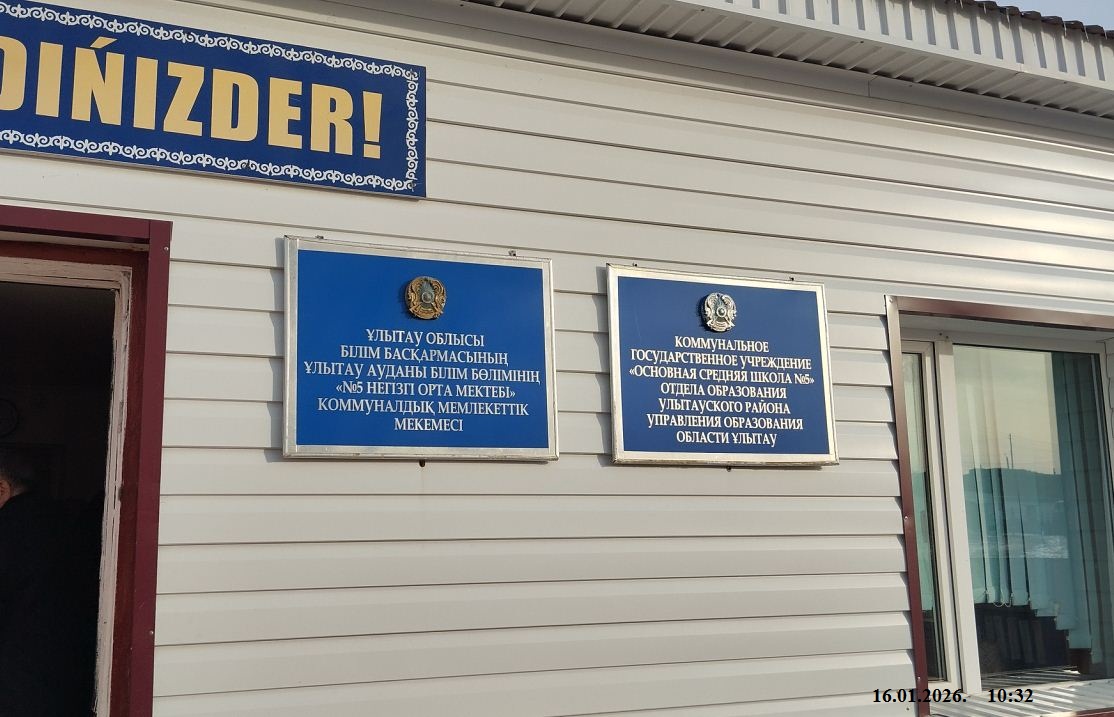 DIŃIZDER!
ҰЛЫТАУ ОБЛЫСЫ
БІЛІМ БАСҚАРМАСЫНЫҢ
ҰЛЫТАУ АУДАНЫ БІЛІМ БӨЛІМІНІҢ
«№5 НЕГІЗГІ ОРТА МЕКТЕБІ»
КОММУНАЛДЫҚ МЕМЛЕКЕТТІК
МЕКЕМЕСІ
КОММУНАЛЬНОЕ
ГОСУДАРСТВЕННОЕ УЧРЕЖДЕНИЕ
«ОСНОВНАЯ СРЕДНЯЯ ШКОЛА №5»
ОТДЕЛА ОБРАЗОВАНИЯ
УЛЫТАУСКОГО РАЙОНА
УПРАВЛЕНИЯ ОБРАЗОВАНИЯ
ОБЛАСТИ ҰЛЫТАУ
16.01.2026. 10:32